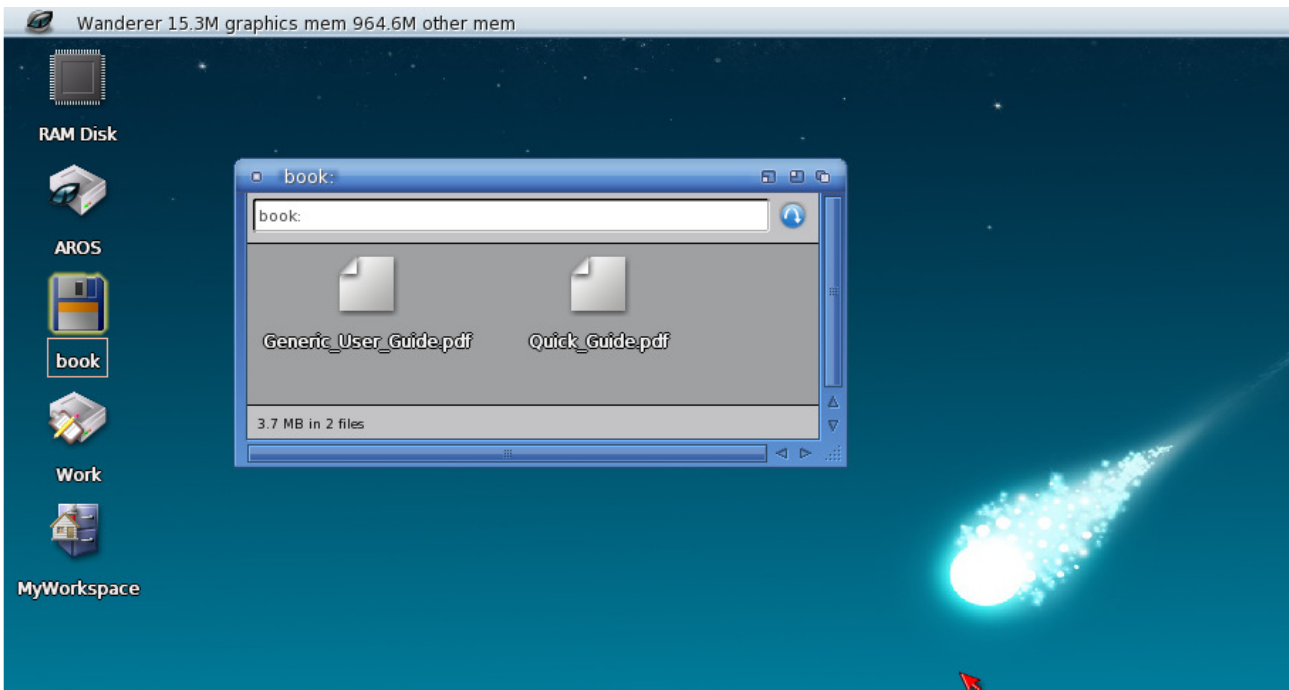 Wanderer 15.3M graphics mem 964.6M other mem
RAM Disk
AROS
book
Work
MyWorkspace
book:
book:
Generic_User_Guide.pdf
Quick_Guide.pdf
3.7 MB in 2 files